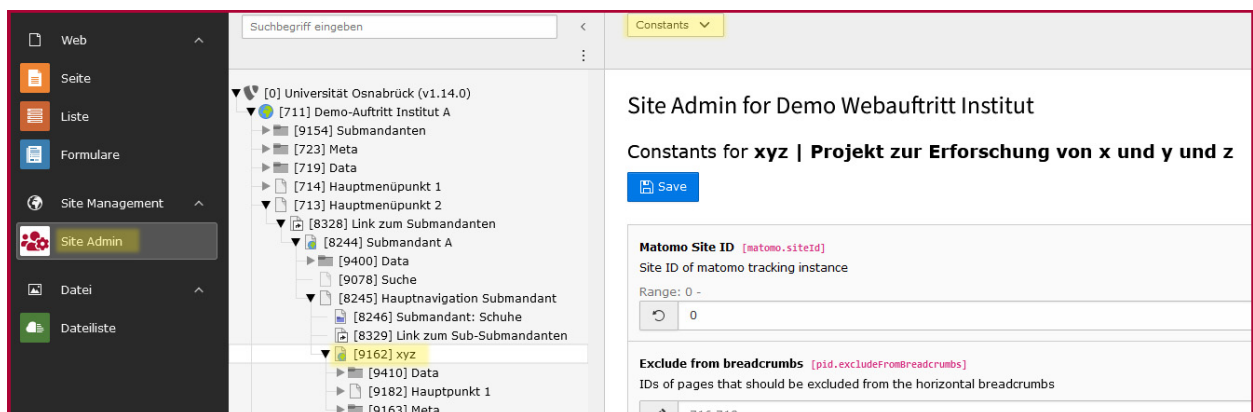 Web
Seite
Liste
Formulare
Site Management
Site Admin
Datei
Dateiliste
Suchbegriff eingeben
[0] Universität Osnabrück (v1.14.0)
[711] Demo-Auftritt Institut A
[9154] Submandanten
[723] Meta
[719] Data
[714] Hauptmenüpunkt 1
[713] Hauptmenüpunkt 2
[8328] Link zum Submandanten
[8244] Submandant A
[9400] Data
[9078] Suche
[8245] Hauptnavigation Submandant
[8246] Submandant: Schuhe
[8329] Link zum Sub-Submandanten
[9162] xyz
[9410] Data
[9182] Hauptpunkt 1
[9163] Meta
Constants
Site Admin for Demo Webauftritt Institut
Constants for xyz | Projekt zur Erforschung von x und y und z
Save
Matomo Site ID [matomo.siteId]
Site ID of matomo tracking instance
Range: 0 -
0
Exclude from breadcrumbs [pid.excludeFromBreadcrumbs]
IDs of pages that should be excluded from the horizontal breadcrumbs